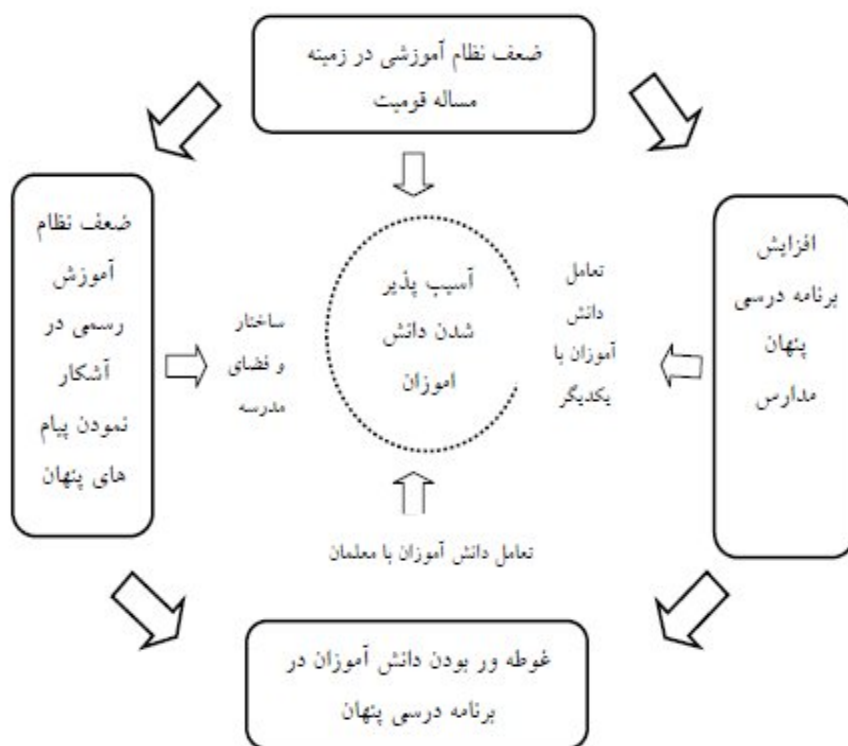 ضعف نظام آموزشی در زمینه
مساله قومیت
افزایش
برنامه درسی
پنهان
مدارس
تعامل
دانش
آموزان با
یکدیگر
آسیب پذیر
شدن دانش
اموزان
ساختار
و فضای
مدرسه
ضعف نظام
آموزش
رسمی در
آشکار
نمودن پیام
های پنهان
تعامل دانش آموزان با معلمان
غوطه ور بودن دانش آموزان در
برنامه درسی پنهان